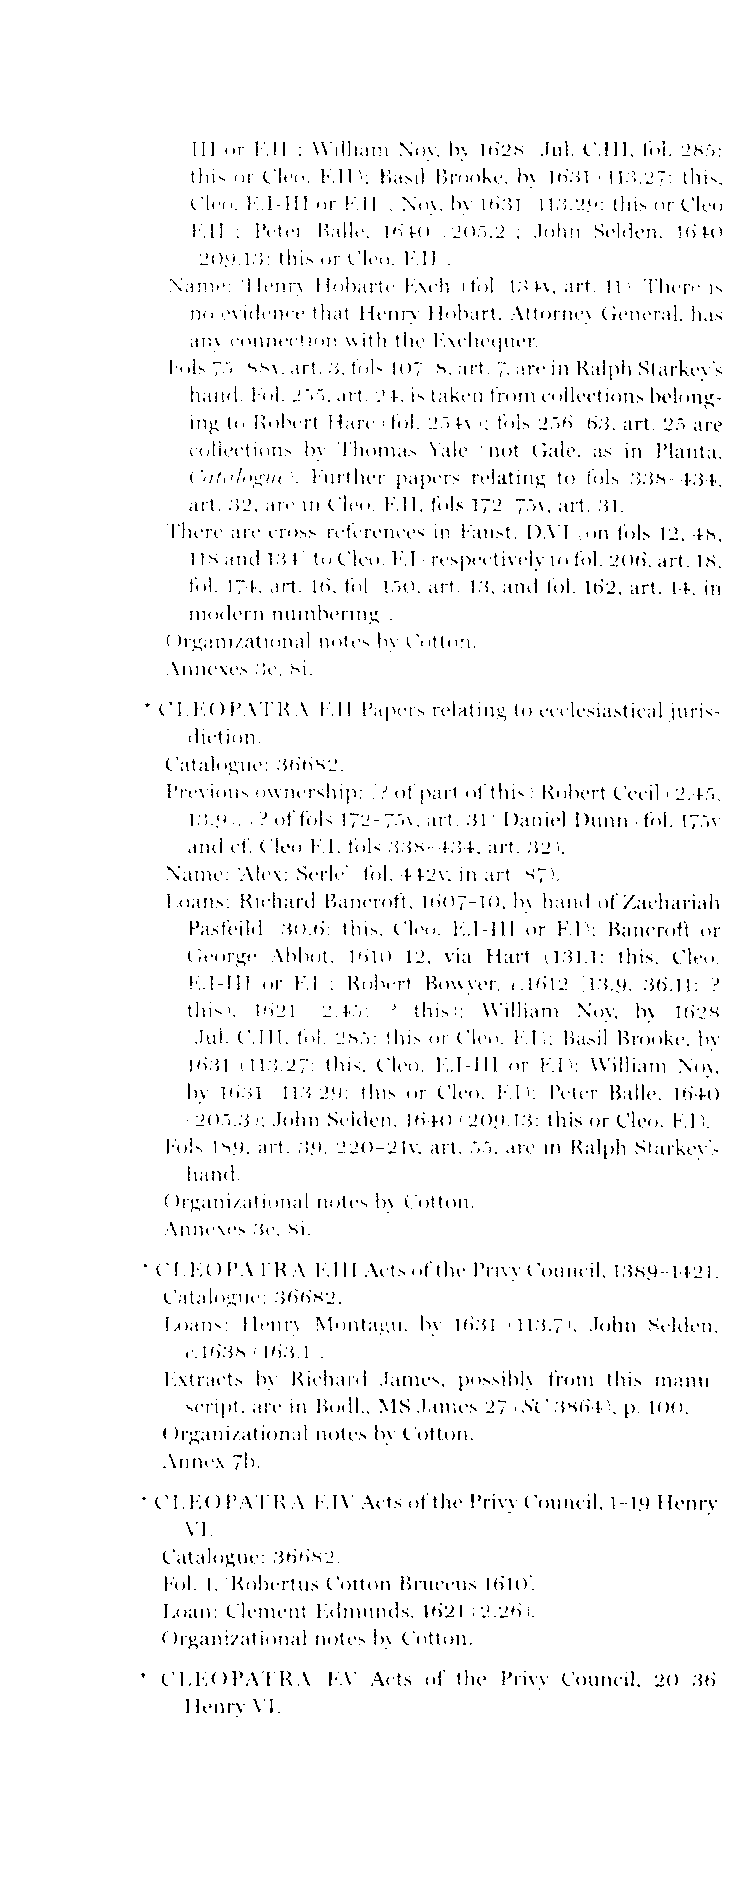 III or F.II); William Noy, by 1628 (Jul. C.III, fol. 285:
this or Cleo. F.II); Basil Brooke, by 1631 (113.27: this,
Cleo. E.I-III or F.II), Noy, by 1631 (113.29: this or Cleo
F.II); Peter Balle, 1640 (205.2); John Selden, 1640
(209.13: this or Cleo. F.II).
Name: 'Henry Hobarte Exch' (fol. 134v, art. 11). There is
no evidence that Henry Hobart, Attorney General, has
any connection with the Exchequer.
Fols 75-88v, art. 3, fols 107-8, art. 7, are in Ralph Starkey's
hand. Fol. 255, art. 24, is taken from collections belong-
ing to Robert Hare (fol. 254v); fols 256-63, art. 25 are
collections by Thomas Yale (not Gale, as in Planta,
Catalogue). Further papers relating to fols 338-434,
art. 32, are in Cleo. F.II, fols 172-75v, art. 31.
There are cross-references in Faust. D.VI (on fols 12, 48,
118 and 134) to Cleo. F.I (respectively to fol. 206, art. 18,
fol. 174, art. 16, fol. 150, art. 13, and fol. 162, art. 14, in
modern numbering).
Organizational notes by Cotton.
Annexes 3e, 8i.
* CLEOPATRA F.II Papers relating to ecclesiastical juris-
diction.
Catalogue: 36682.
Previous ownership: (? of part of this) Robert Cecil (2.45,
13.9), (? of fols 172-75v, art. 31) Daniel Dunn (fol. 175v
and cf. Cleo F.I, fols 338-434, art. 32).
Name: 'Alex: Serle' (fol. 442v, in art. 87).
Loans: Richard Bancroft, 1607-10, by hand of Zachariah
Pasfeild (30.6: this, Cleo. E.I-III or F.I); Bancroft or
George Abbot, 1610-12, via Hart (131.1: this, Cleo.
E.I-III or F.I); Robert Bowyer, c.1612 (13.9, 36.11: ?
this), 1621 (2.45: ? this); William Noy, by 1628
(Jul. C.III, fol. 285: this or Cleo. F.I); Basil Brooke, by
1631 (113.27: this, Cleo. E.I-III or F.I); William Noy,
by 1631 (113.29: this or Cleo. F.I); Peter Balle, 1640
(205.3); John Selden, 1640 (209.13: this or Cleo. F.I).
Fols 189, art. 39, 220-21v, art. 55, are in Ralph Starkey's
hand.
Organizational notes by Cotton.
Annexes 3e, 8i.
* CLEOPATRA F.III Acts of the Privy Council, 1389-1421.
Catalogue: 36682.
Loans: Henry Montagu, by 1631 (113.7), John Selden,
c.1638 (163.1).
Extracts by Richard James, possibly from this manu-
script, are in Bodl., MS James 27 (SC 3864), p. 100.
Organizational notes by Cotton.
Annex 7b.
* CLEOPATRA F.IV Acts of the Privy Council, 1-19 Henry
VI.
Catalogue: 36682.
Fol. 1, 'Robertus Cotton Bruceus 1610'.
Loan: Clement Edmunds, 1621 (2.26).
Organizational notes by Cotton.
* CLEOPATRA F.V Acts of the Privy Council, 20-36
Henry VI.